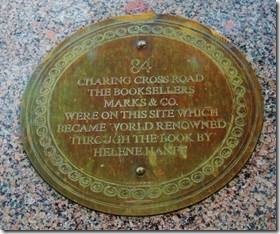 84
CHARING CROSS ROAD
THE BOOKSELLERS
MARKS & CO.
WERE ON THIS SITE WHICH
BECAME WORLD RENOWNED
THROUGH THE BOOK BY
HELENE HANFF